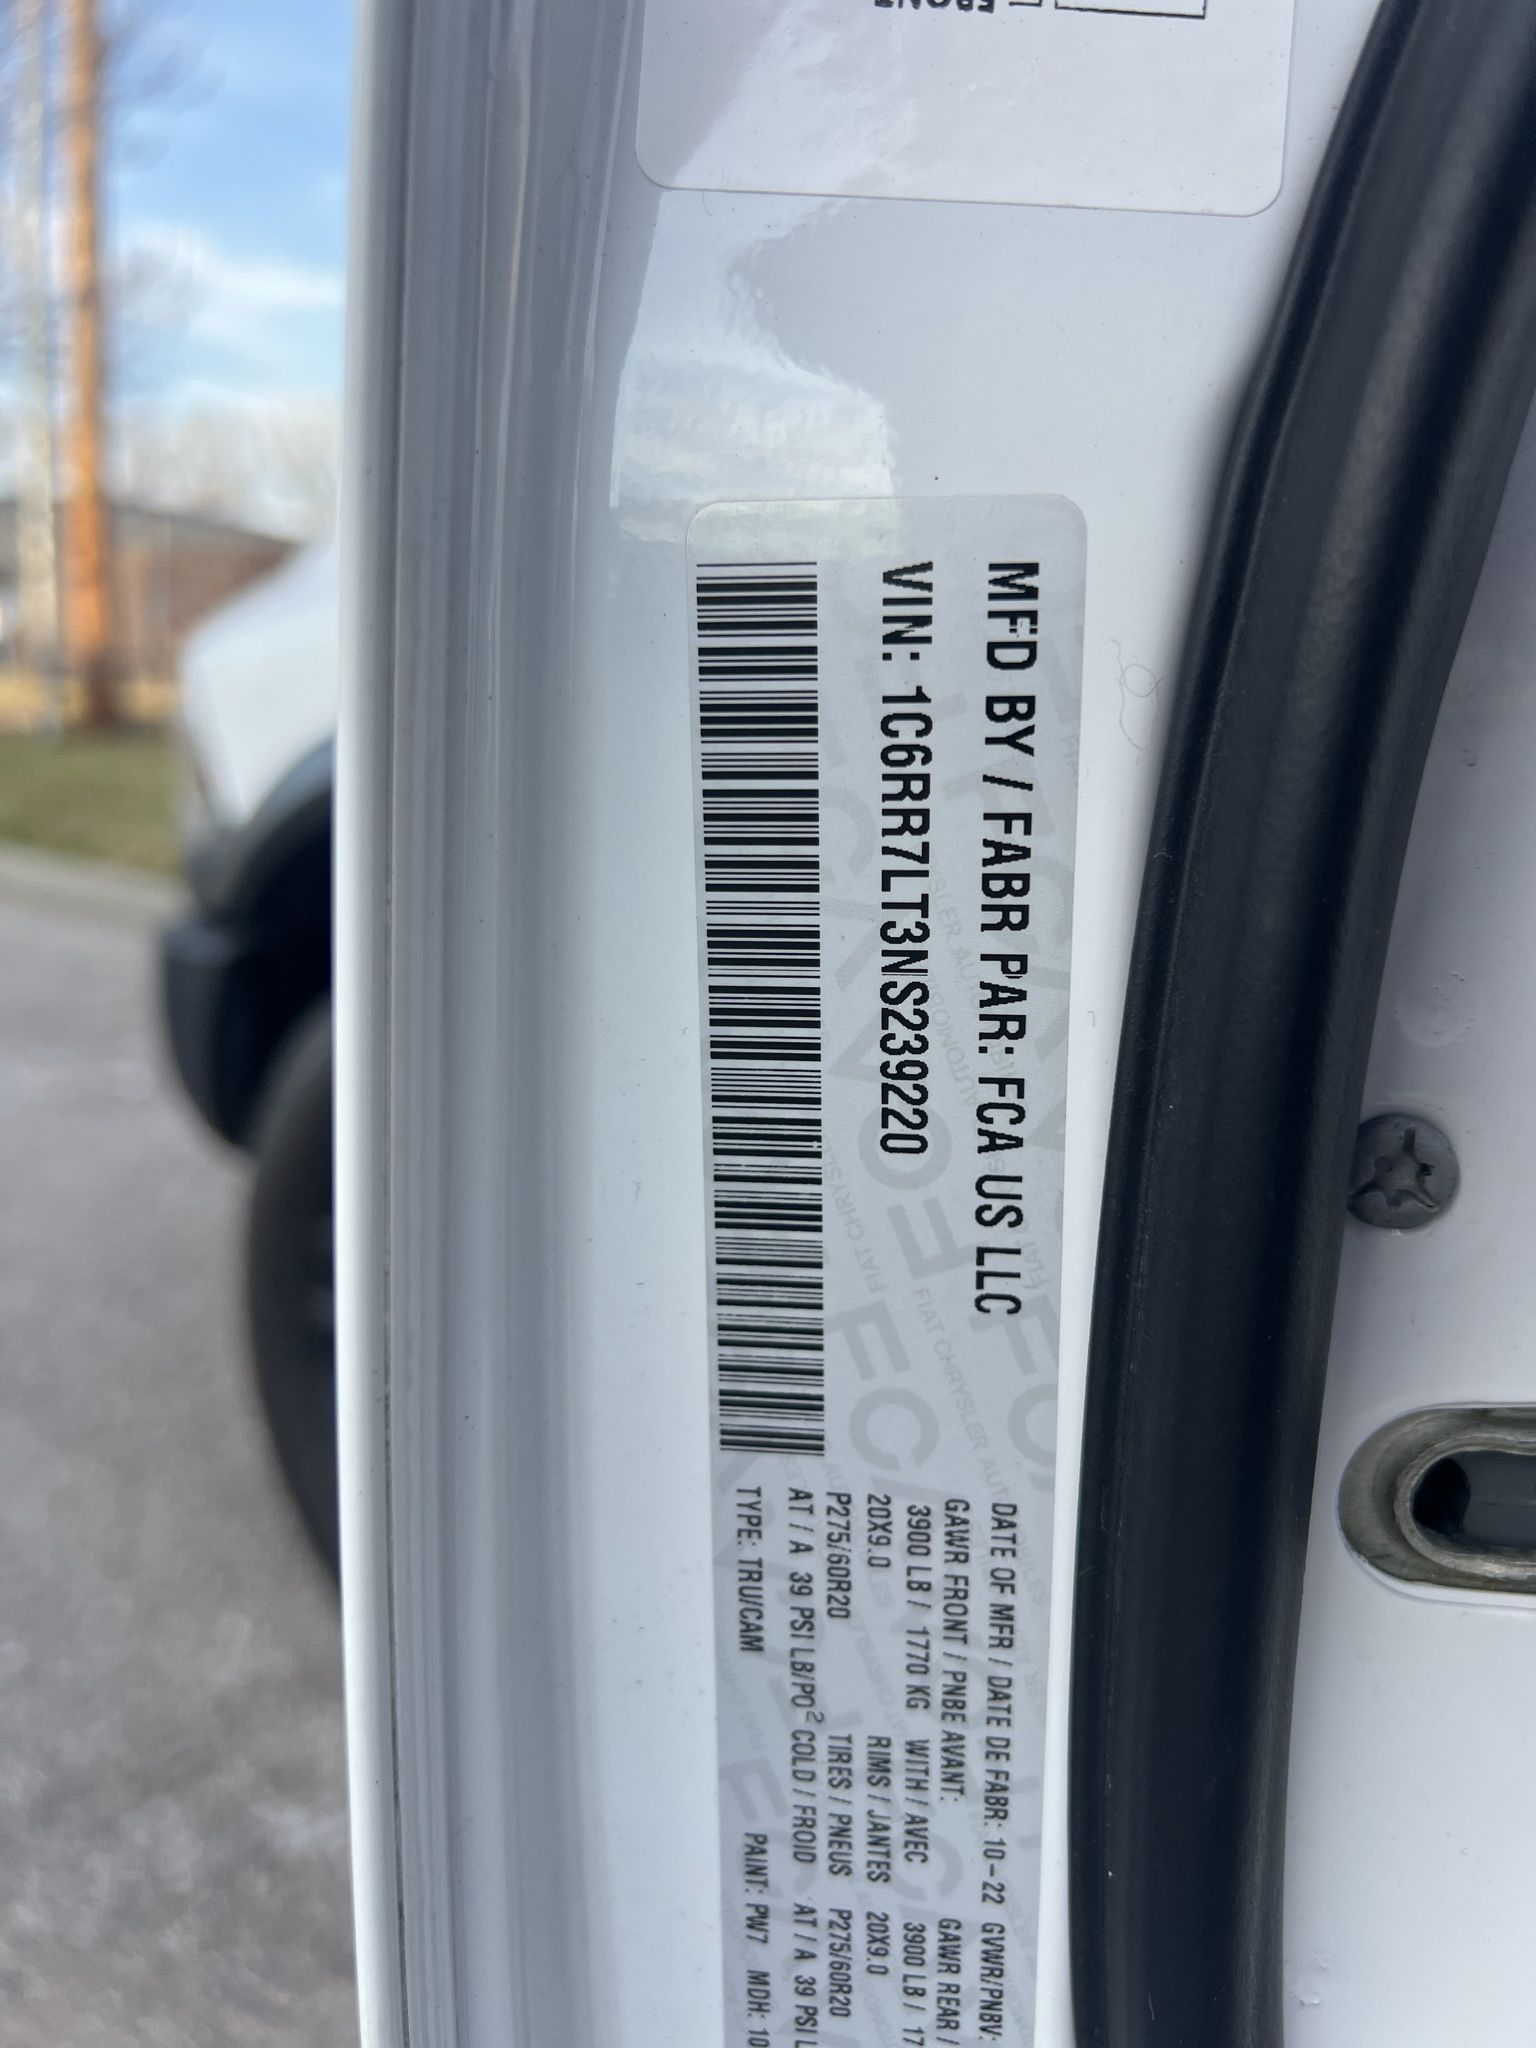 MFD BY / FABR PAR: FCA US LLC
VIN: 1C6RR7LT3NS239220
DATE OF MFR / DATE DE FABR: 10-22 GVWR/PNBV:
GAWR FRONT / PNBE AVANT: GAWR REAR /
3900 LB / 1770 KG WITH / AVEC 3900 LB / 17
20X9.0 RIMS / JANTES 20X9.0
P275/60R20 TIRES / PNEUS P275/60R20
AT / A 39 PSI LB/PO² COLD / FROID AT / A 39 PSI L
TYPE: TRU/CAM PAINT: PW7 MDH: 10